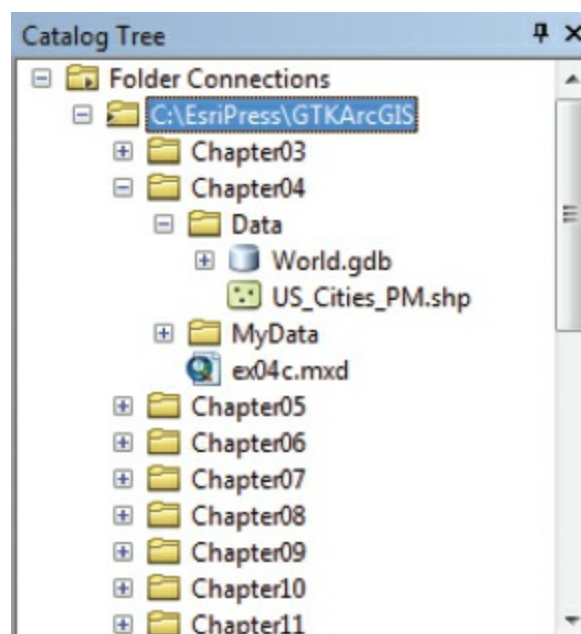 Catalog Tree
Folder Connections
C:\EsriPress\GTKArcGIS
Chapter03
Chapter04
Data
World.gdb
US_Cities_PM.shp
MyData
ex04c.mxd
Chapter05
Chapter06
Chapter07
Chapter08
Chapter09
Chapter10
Chapter11